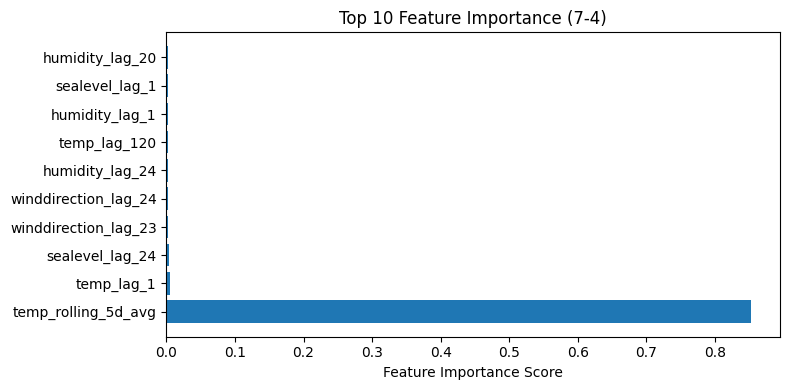 Top 10 Feature Importance (7-4)
humidity_lag_20
sealevel_lag_1
humidity_lag_1
temp_lag_120
humidity_lag_24
winddirection_lag_24
winddirection_lag_23
sealevel_lag_24
temp_lag_1
temp_rolling_5d_avg
0.0 0.1 0.2 0.3 0.4 0.5 0.6 0.7 0.8
Feature Importance Score